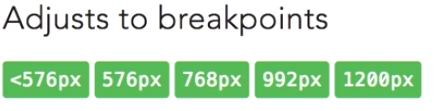 Adjusts to breakpoints
<576px 576px 768px 992px 1200px